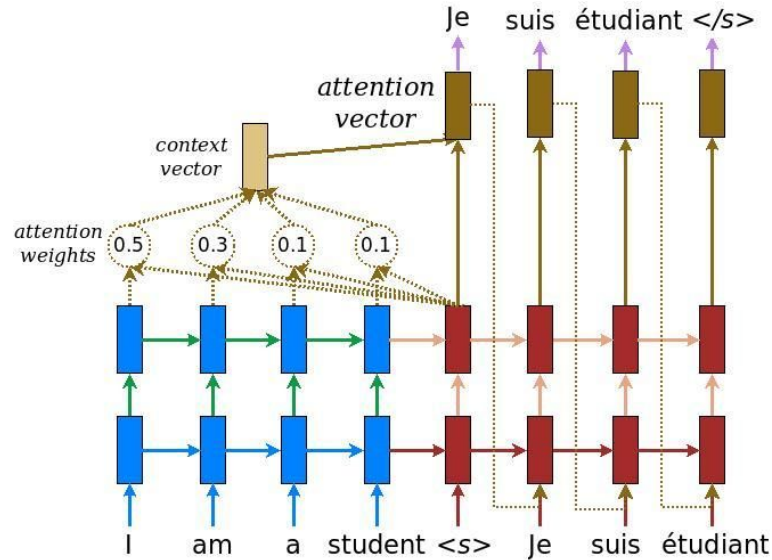 Je suis étudiant </s>
attention
vector
context
vector
attention
weights
0.5 0.3 0.1 0.1
I am a student <s> Je suis étudiant